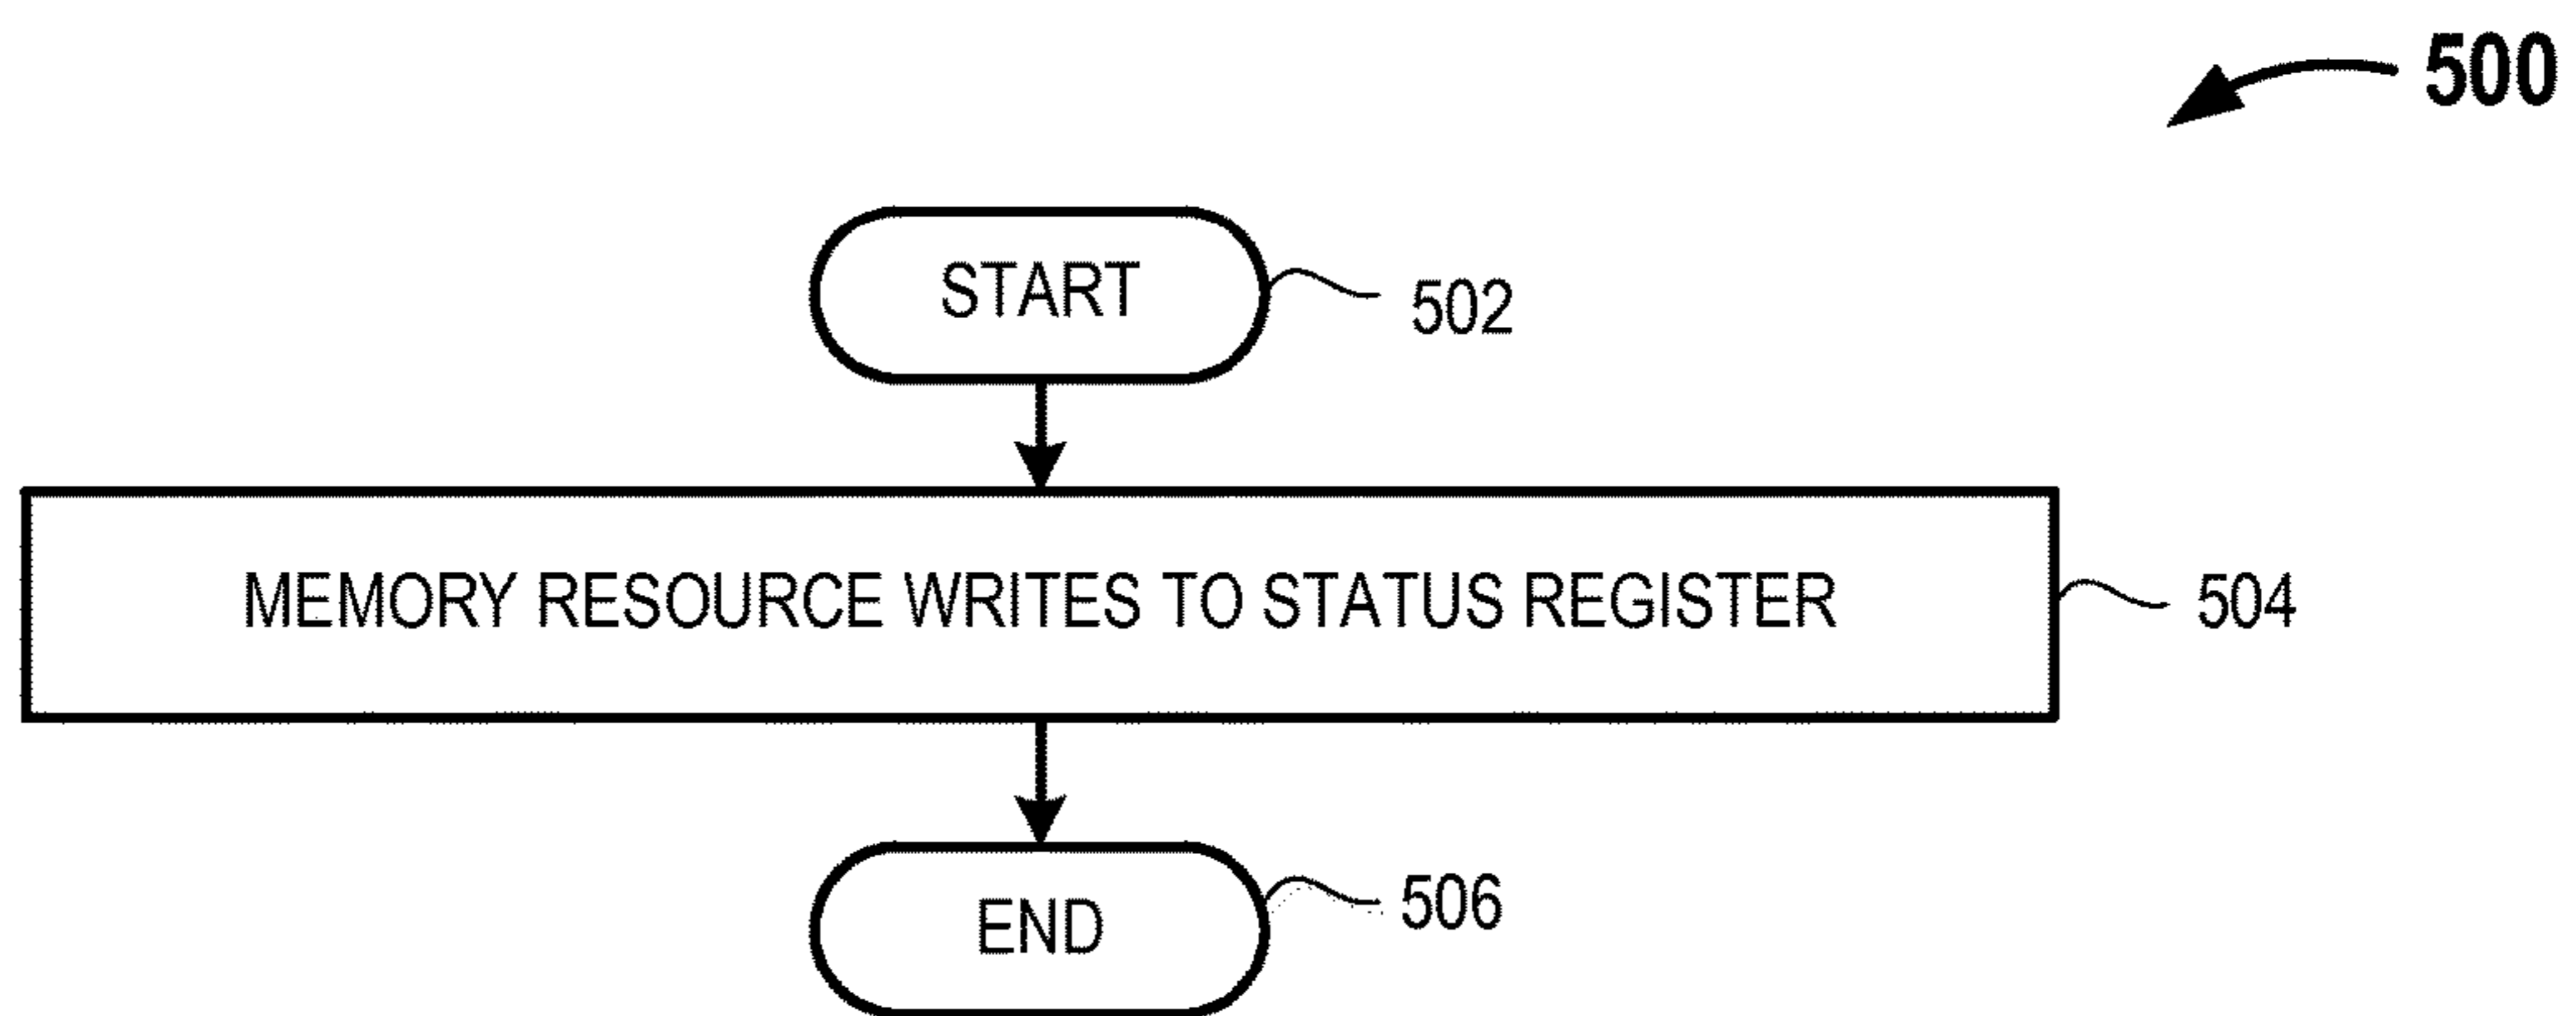 500
START
502
MEMORY RESOURCE WRITES TO STATUS REGISTER
504
END
506